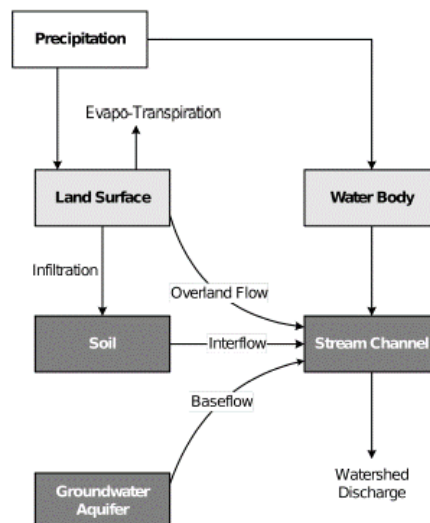 Precipitation
Evapo-Transpiration
Land Surface
Water Body
Infiltration
Overland Flow
Soil
Interflow
Stream Channel
Baseflow
Groundwater
Aquifer
Watershed
Discharge